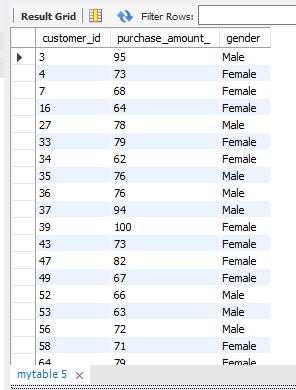 Result Grid Filter Rows:
customer_id purchase_amount_ gender
3 95 Male
4 73 Female
7 68 Female
16 64 Female
27 78 Male
33 79 Female
34 62 Female
35 76 Male
36 76 Male
37 94 Male
39 100 Female
43 73 Female
47 82 Female
49 67 Female
52 66 Male
53 63 Male
56 72 Male
58 71 Female
64 79 Female
mytable 5